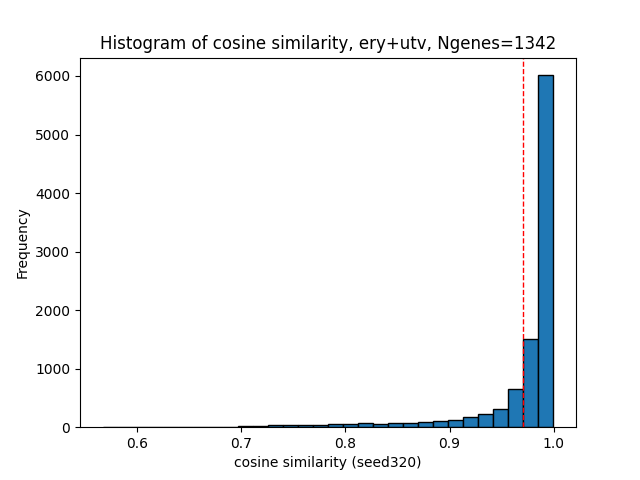 Histogram of cosine similarity, ery+utv, Ngenes=1342
6000
5000
4000
3000
2000
1000
0
Frequency
0.6 0.7 0.8 0.9 1.0
cosine similarity (seed320)